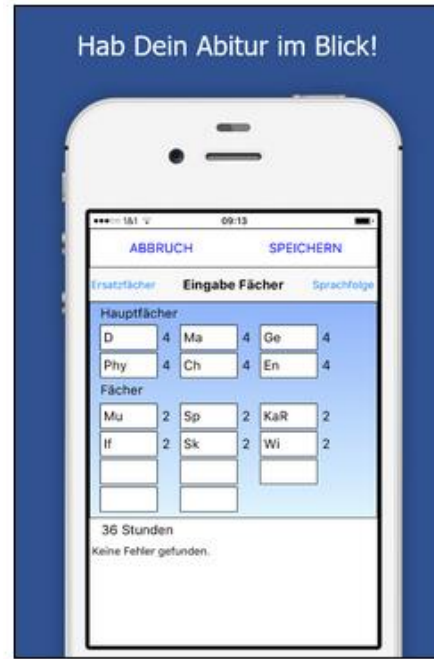 Hab Dein Abitur im Blick!
1&1 09:13
ABBRUCH SPEICHERN
Ersatzfächer Eingabe Fächer Sprachfolge
Hauptfächer
D 4 Ma 4 Ge 4
Phy 4 Ch 4 En 4
Fächer
Mu 2 Sp 2 KaR 2
If 2 Sk 2 Wi 2
36 Stunden
Keine Fehler gefunden.